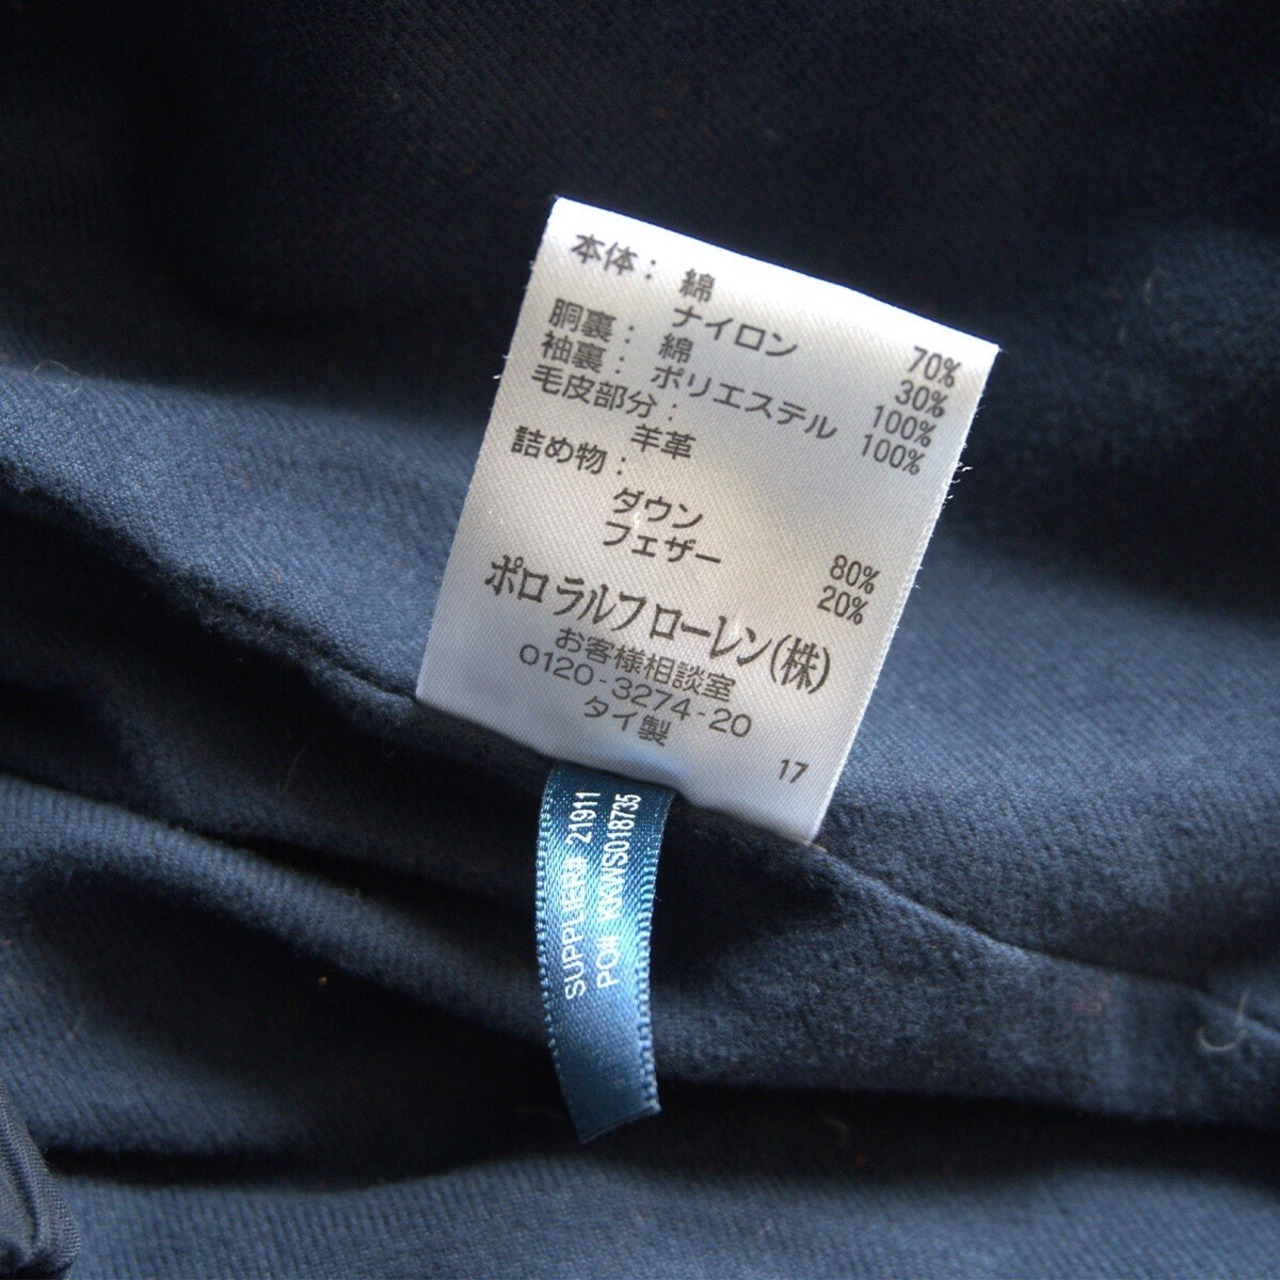 本体: 綿 70%
ナイロン 30%
胴裏: 綿 100%
袖裏: ポリエステル 100%
毛皮部分:
羊革
詰め物:
ダウン 80%
フェザー 20%
ポロ ラルフ ローレン(株)
お客様相談室
0120-3274-20
タイ製
17
SUPPLIER# 21911
PO# KKWS018735